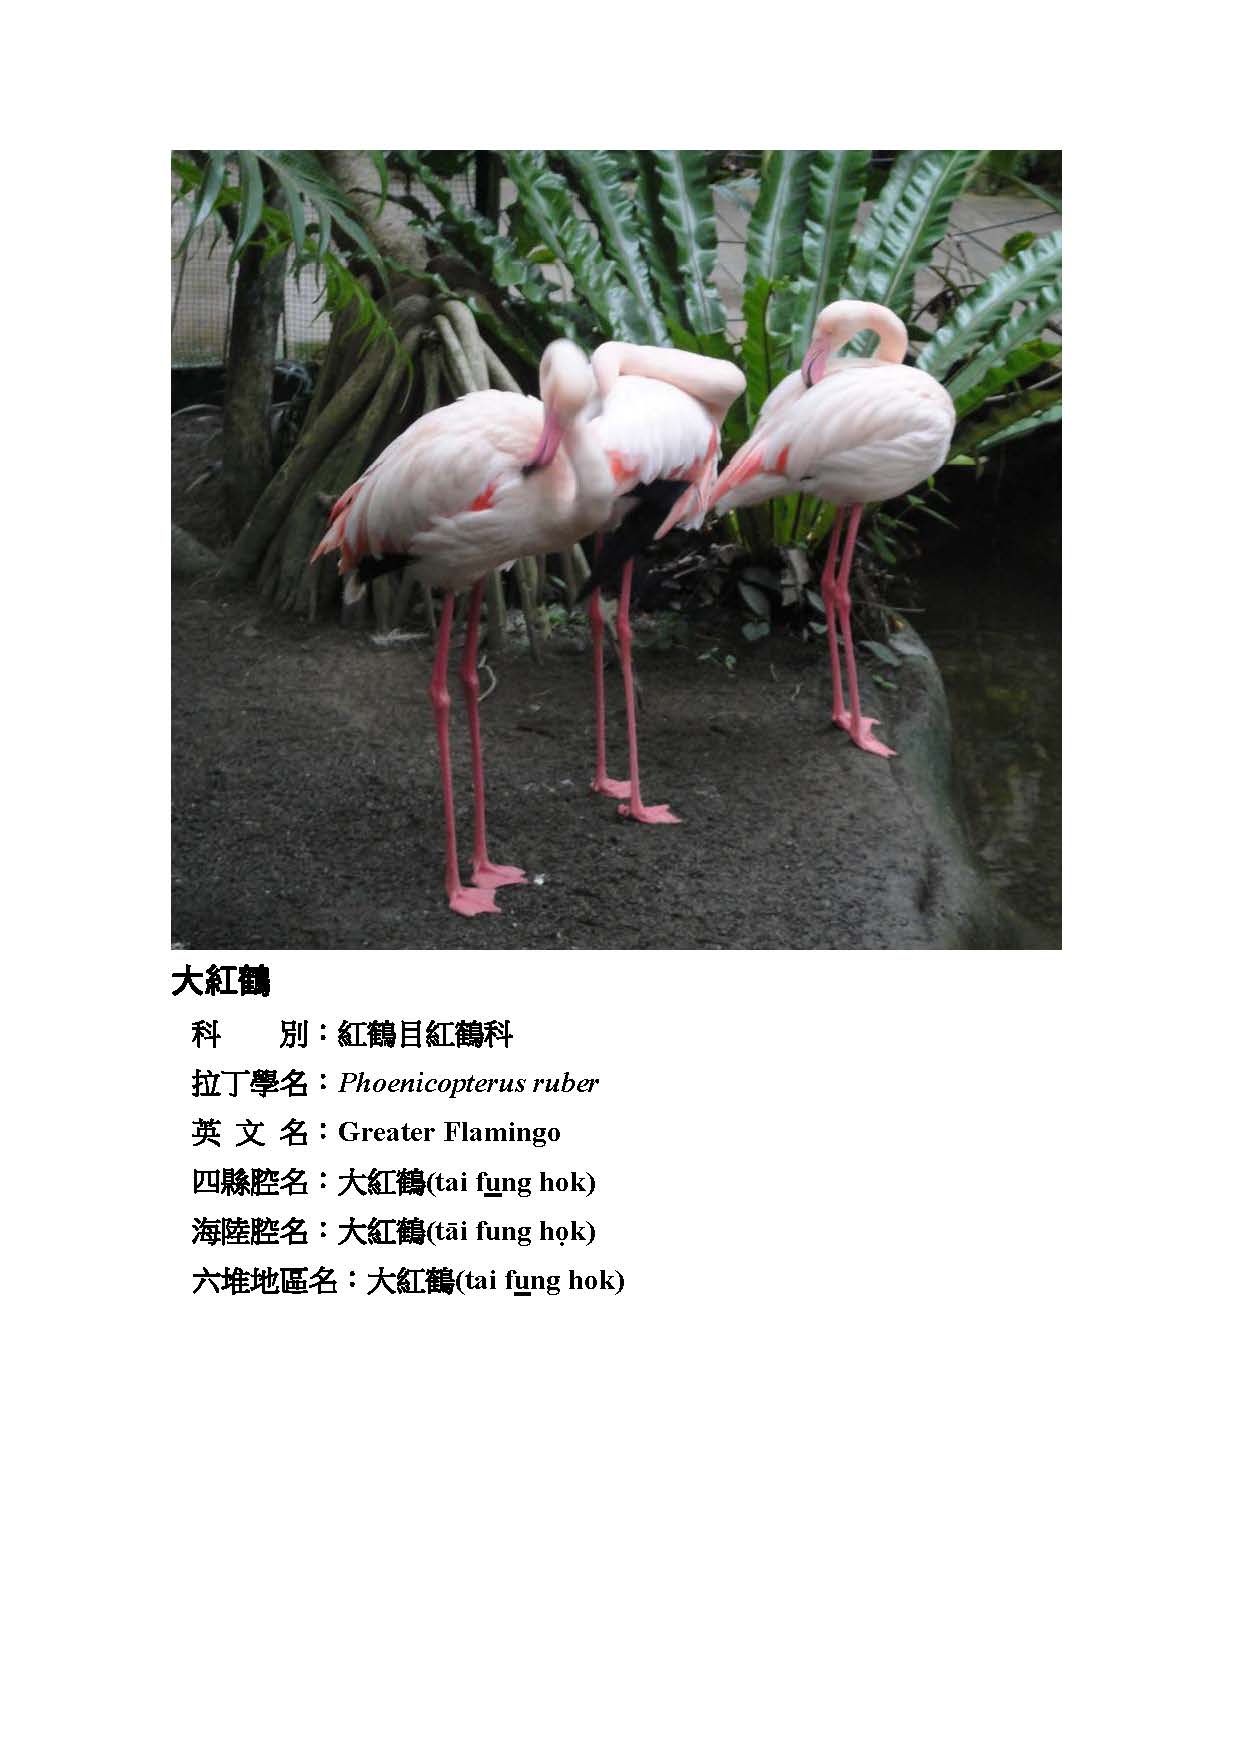 大紅鶴
科　　別：紅鶴目紅鶴科
拉丁學名：Phoenicopterus ruber
英 文 名：Greater Flamingo
四縣腔名：大紅鶴(tai fu̲ng hok)
海陸腔名：大紅鶴(tāi fung họk)
六堆地區名：大紅鶴(tai fu̲ng hok)